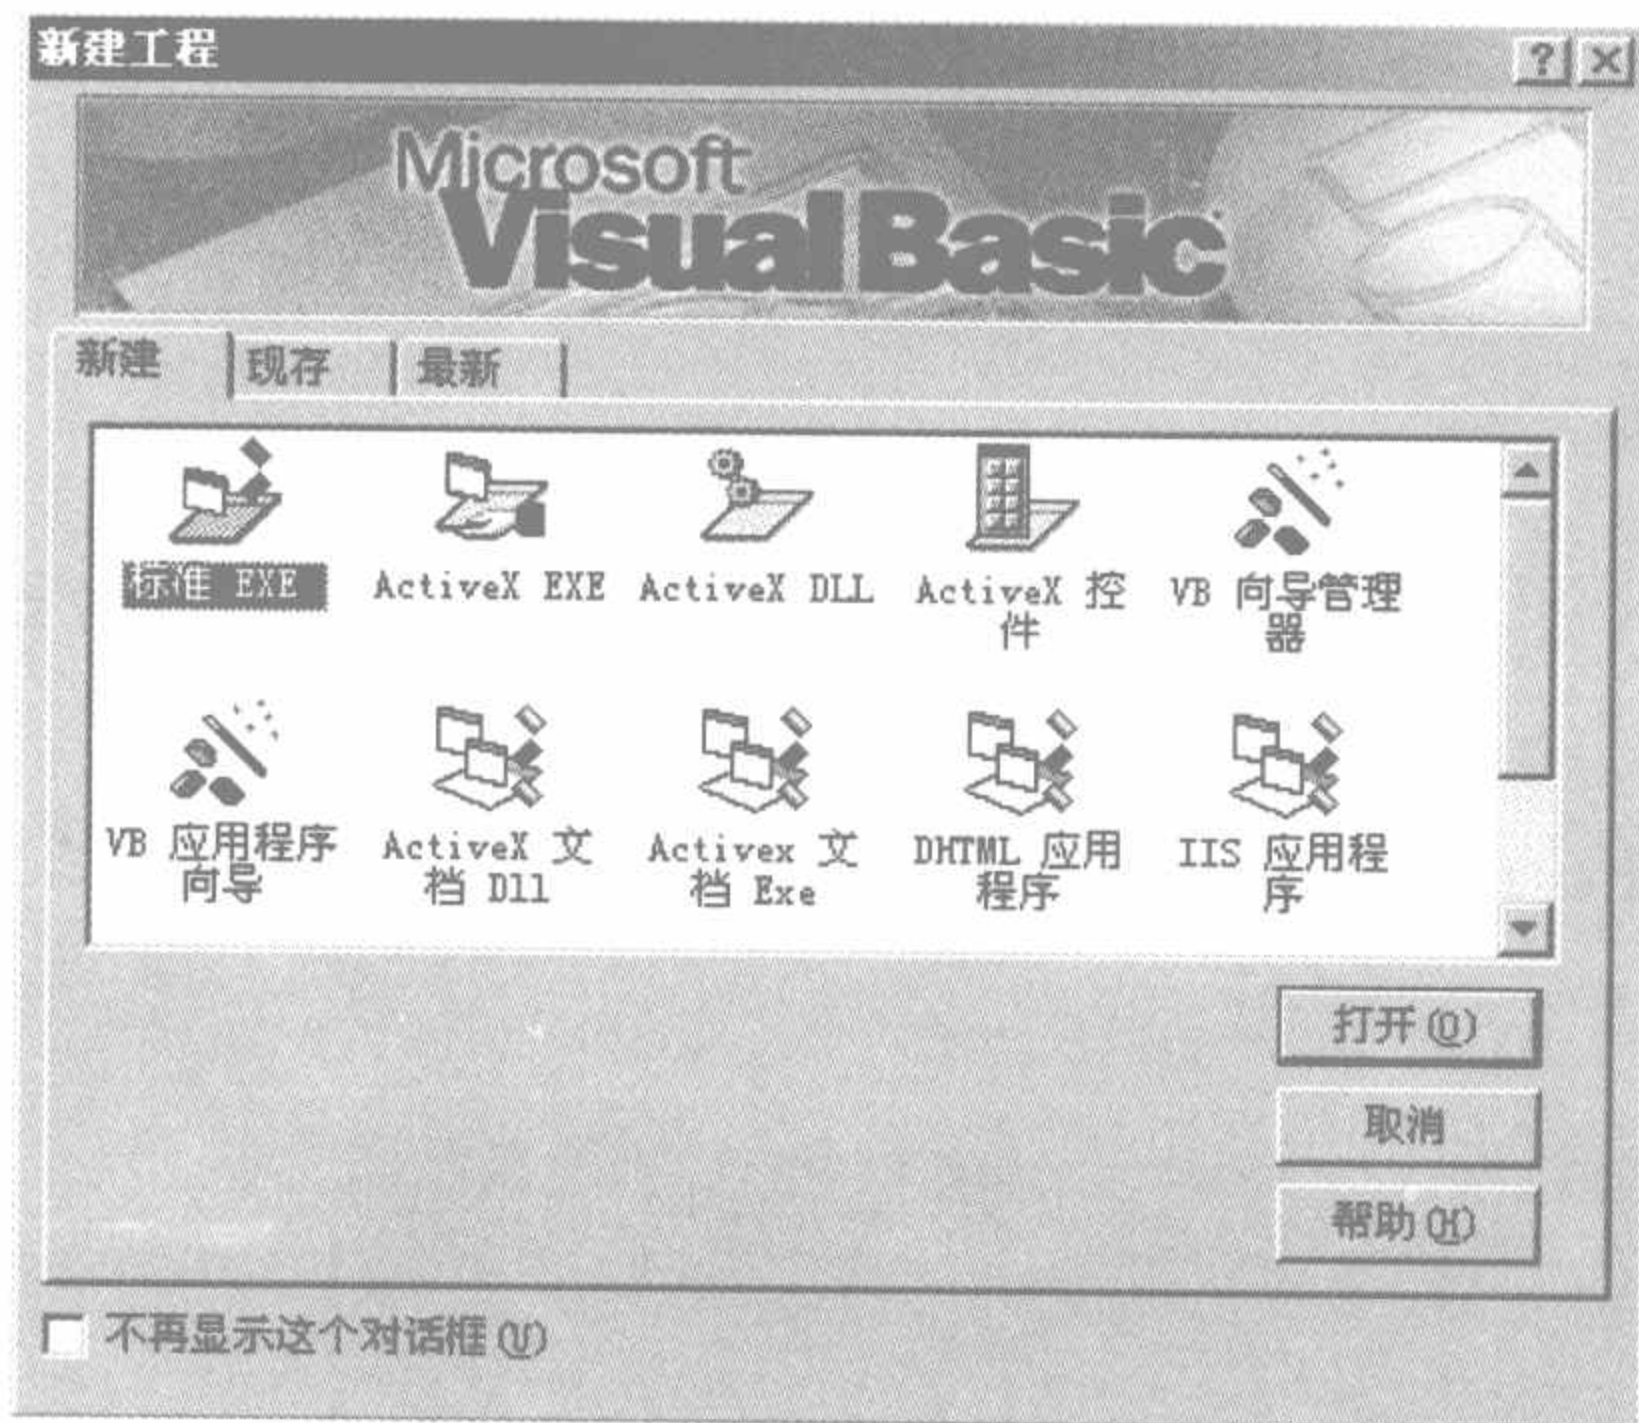 新建工程
Microsoft
Visual Basic
新建 现存 最新
标准 EXE ActiveX EXE ActiveX DLL ActiveX 控 VB 向导管理
件 器
VB 应用程序 ActiveX 文 Activex 文 DHTML 应用 IIS 应用程
向导 档 Dll 档 Exe 程序 序
打开(O)
取消
帮助(H)
不再显示这个对话框(U)